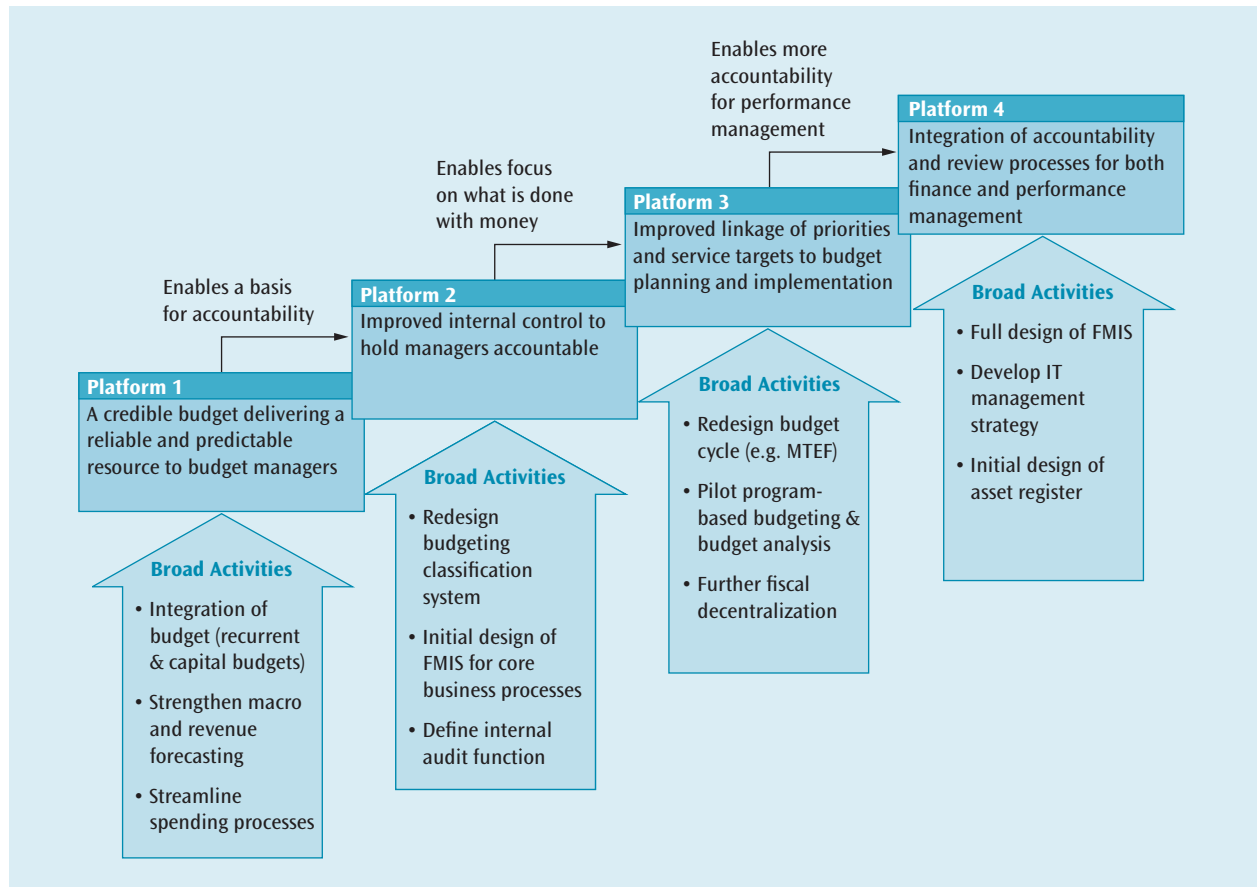 Platform 1
A credible budget delivering a
reliable and predictable
resource to budget managers
Broad Activities
• Integration of
budget (recurrent
& capital budgets)
• Strengthen macro
and revenue
forecasting
• Streamline
spending processes
Enables a basis
for accountability
Platform 2
Improved internal control to
hold managers accountable
Broad Activities
• Redesign
budgeting
classification
system
• Initial design of
FMIS for core
business processes
• Define internal
audit function
Enables focus
on what is done
with money
Platform 3
Improved linkage of priorities
and service targets to budget
planning and implementation
Broad Activities
• Redesign budget
cycle (e.g. MTEF)
• Pilot program-
based budgeting &
budget analysis
• Further fiscal
decentralization
Enables more
accountability
for performance
management
Platform 4
Integration of accountability
and review processes for both
finance and performance
management
Broad Activities
• Full design of FMIS
• Develop IT
management
strategy
• Initial design of
asset register